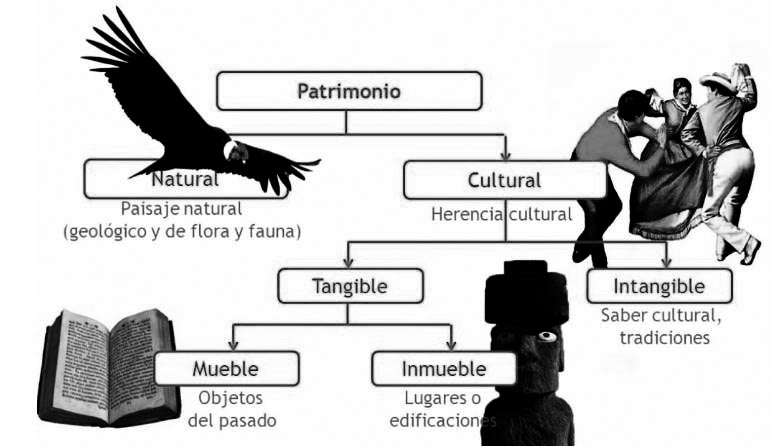 Patrimonio
Natural
Paisaje natural
(geológico y de flora y fauna)
Cultural
Herencia cultural
Tangible
Intangible
Saber cultural,
tradiciones
Mueble
Objetos
del pasado
Inmueble
Lugares o
edificaciones